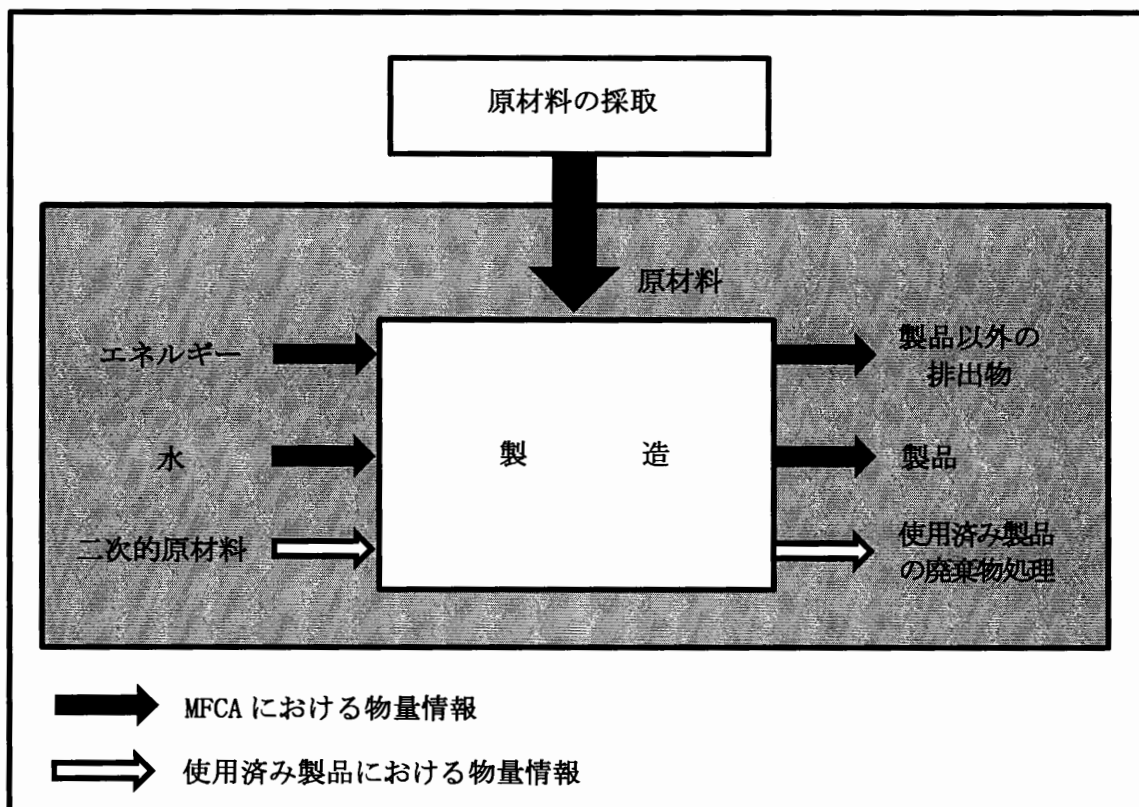 原材料の採取
原材料
エネルギー
製品以外の
排出物
水
製　　造
製品
二次的原材料
使用済み製品
の廃棄物処理
MFCA における物量情報
使用済み製品における物量情報